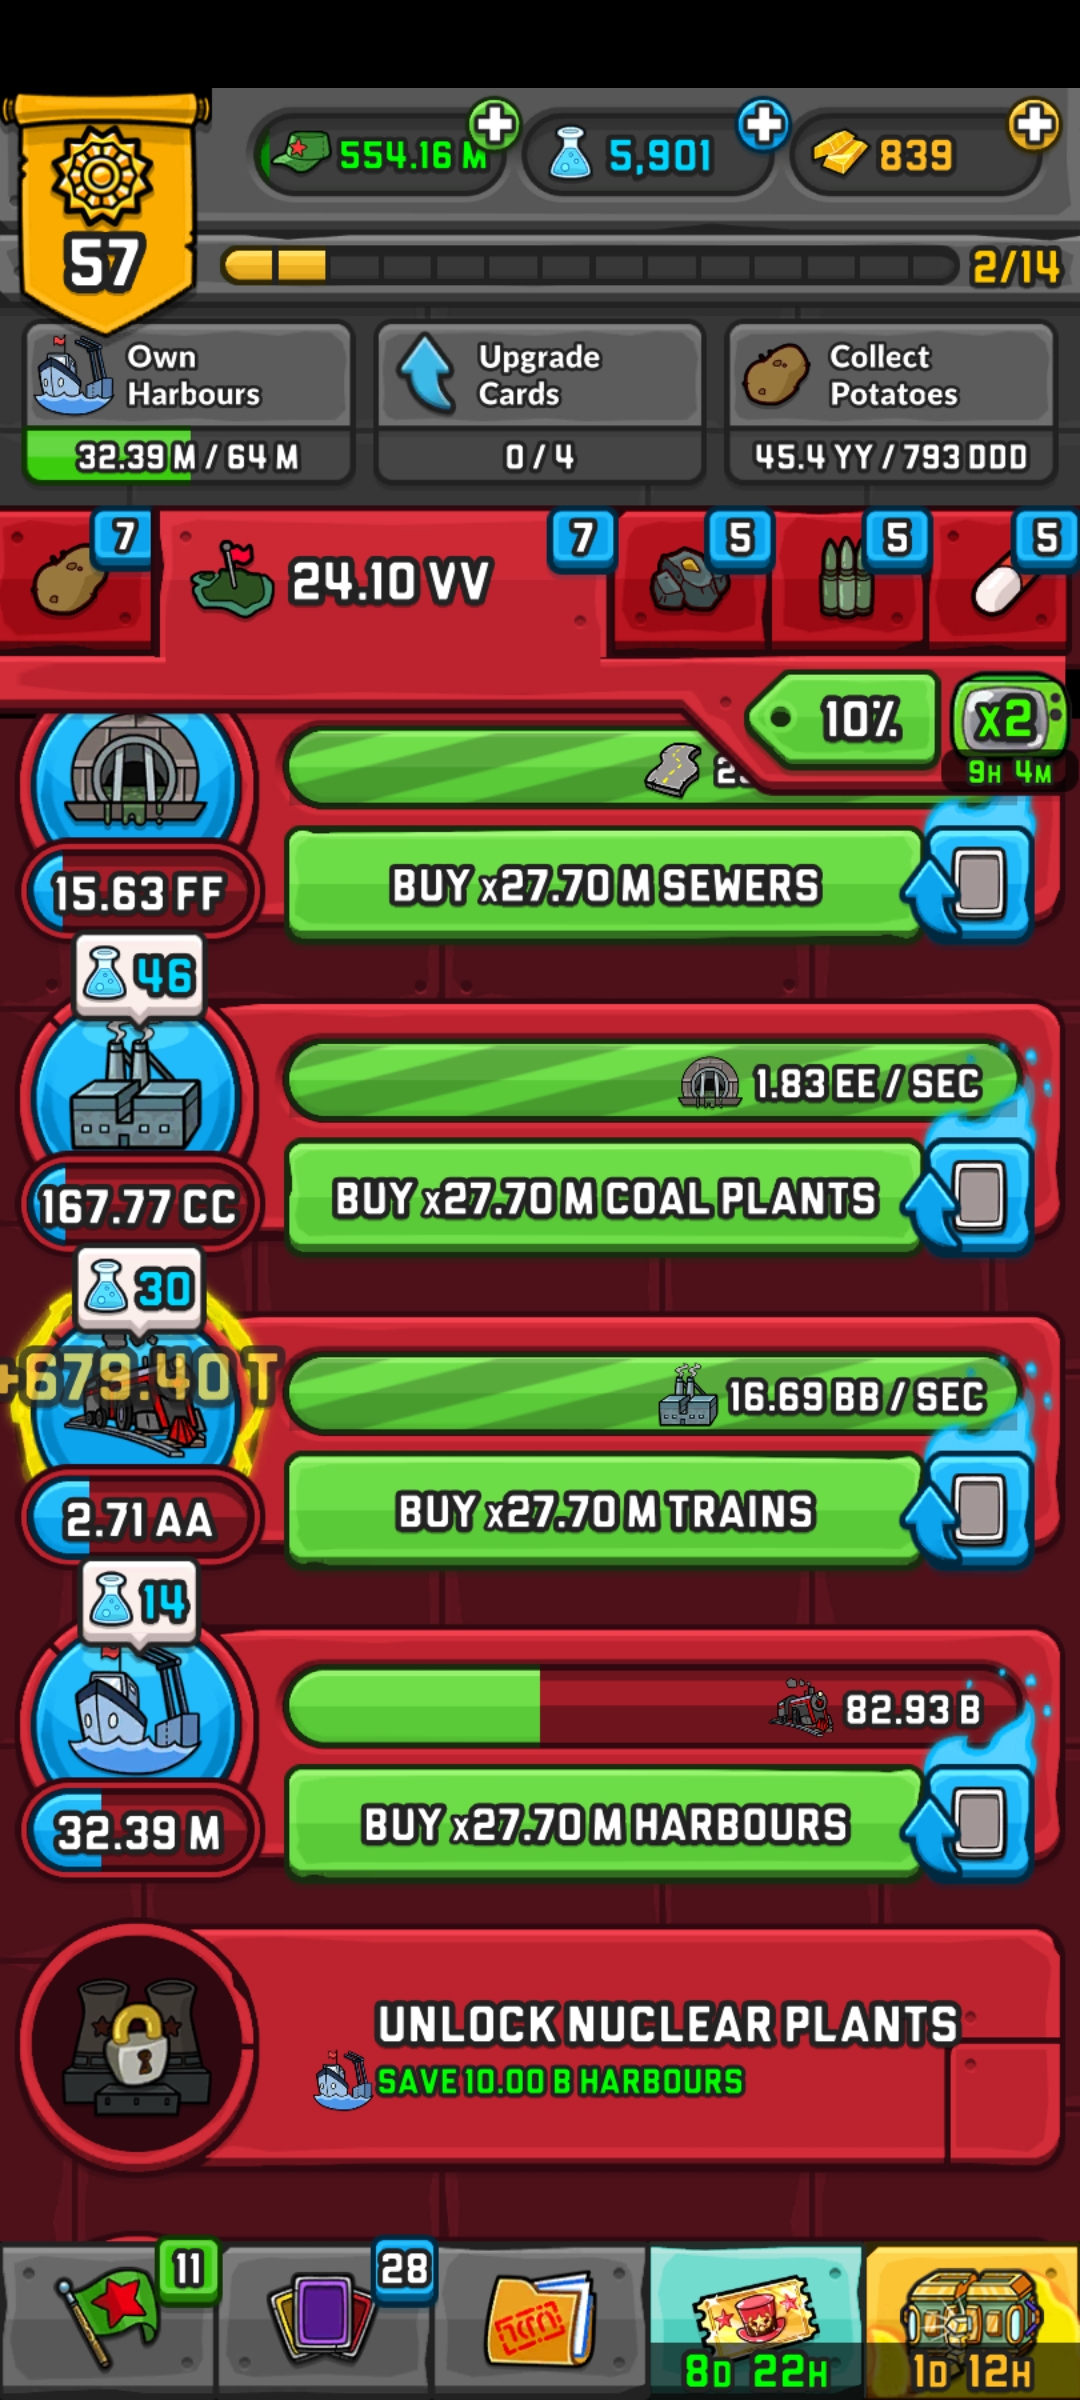 554.16 M
5,901
839
57
2/14
Own
Harbours
32.39 M / 64 M
Upgrade
Cards
0 / 4
Collect
Potatoes
45.4 YY / 793 DDD
7
24.10 VV
7
5
5
5
10%
x2
9H 4M
15.63 FF
BUY x27.70 M SEWERS
46
1.83 EE / SEC
167.77 CC
BUY x27.70 M COAL PLANTS
30
+679.40 T
16.69 BB / SEC
2.71 AA
BUY x27.70 M TRAINS
14
82.93 B
32.39 M
BUY x27.70 M HARBOURS
UNLOCK NUCLEAR PLANTS
SAVE 10.00 B HARBOURS
11
28
8D 22H
1D 12H